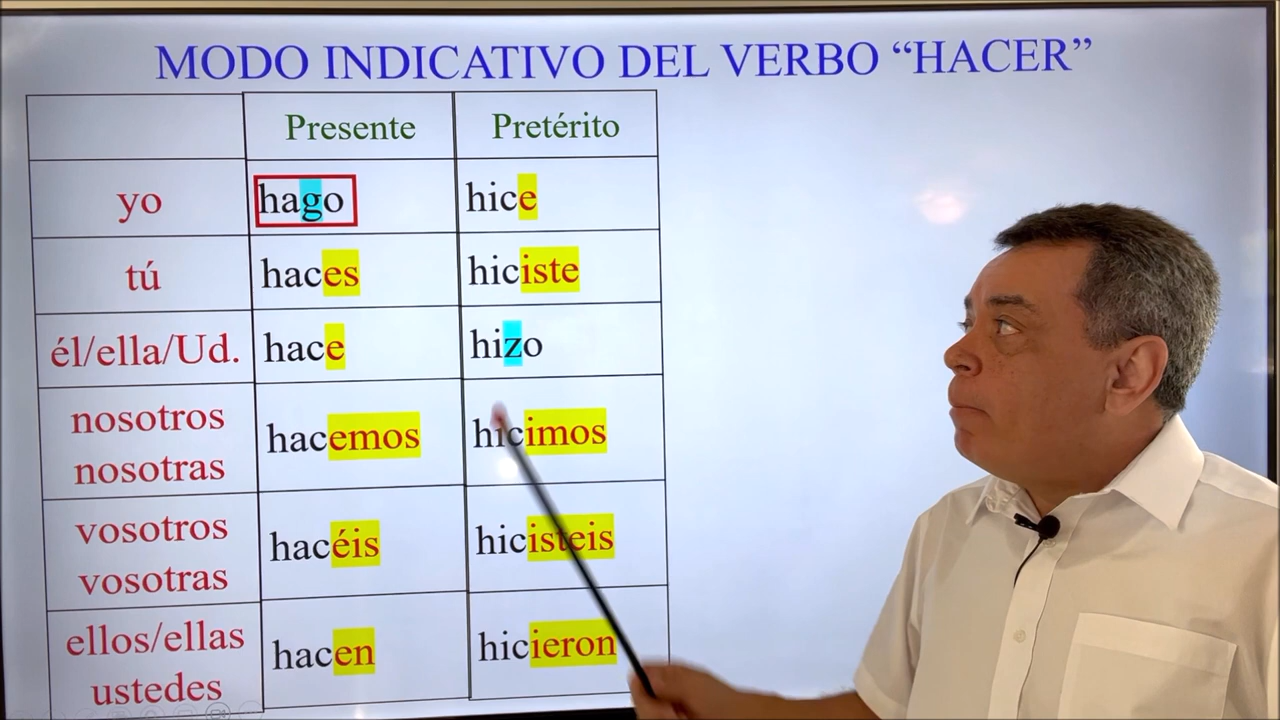 MODO INDICATIVO DEL VERBO “HACER”
Presente Pretérito
yo hago hice
tú haces hiciste
él/ella/Ud. hace hizo
nosotros
nosotras hacemos hicimos
vosotros
vosotras hacéis hicisteis
ellos/ellas
ustedes hacen hicieron